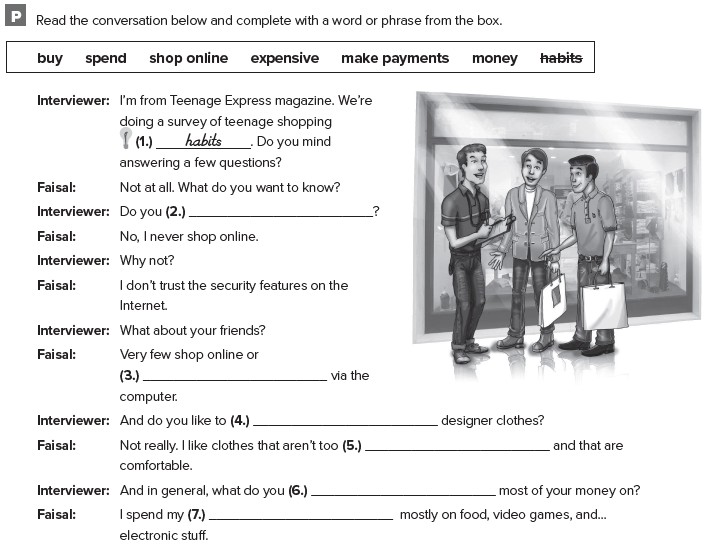 P Read the conversation below and complete with a word or phrase from the box.
buy spend shop online expensive make payments money habits
Interviewer: I'm from Teenage Express magazine. We're
doing a survey of teenage shopping
(1.) habits. Do you mind
answering a few questions?
Faisal: Not at all. What do you want to know?
Interviewer: Do you (2.) ____________________?
Faisal: No, I never shop online.
Interviewer: Why not?
Faisal: I don't trust the security features on the
Internet.
Interviewer: What about your friends?
Faisal: Very few shop online or
(3.) ____________________ via the
computer.
Interviewer: And do you like to (4.) ____________________ designer clothes?
Faisal: Not really. I like clothes that aren't too (5.) ____________________ and that are
comfortable.
Interviewer: And in general, what do you (6.) ____________________ most of your money on?
Faisal: I spend my (7.) ____________________ mostly on food, video games, and...
electronic stuff.